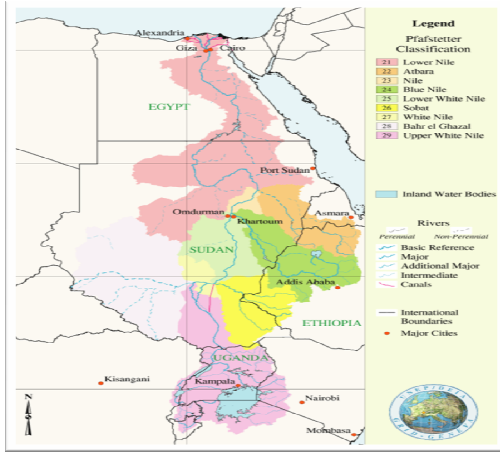 Alexandria
Giza
Cairo
EGYPT
Port Sudan
Omdurman
Khartoum
Asmara
SUDAN
Addis Ababa
ETHIOPIA
UGANDA
Kisangani
Kampala
Nairobi
Mombasa
N
Legend
Pfafstetter
Classification
21 Lower Nile
22 Atbara
23 Nile
24 Blue Nile
25 Lower White Nile
26 Sobat
27 White Nile
28 Bahr el Ghazal
29 Upper White Nile
Inland Water Bodies
Rivers
Perennial Non-Perennial
Basic Reference
Major
Additional Major
Intermediate
Canals
International
Boundaries
Major Cities